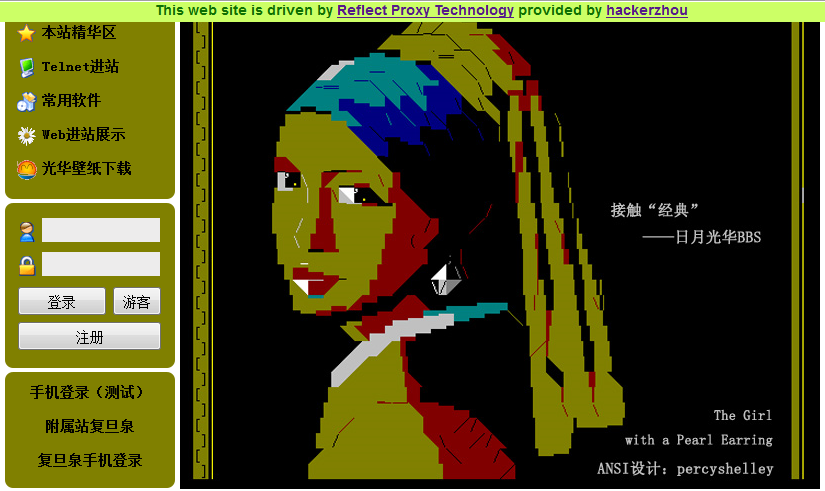 This web site is driven by Reflect Proxy Technology provided by hackerzhou
本站精华区
Telnet进站
常用软件
Web进站展示
光华壁纸下载
登录
游客
注册
手机登录（测试）
附属站复旦泉
复旦泉手机登录
接触“经典”
——日月光华BBS
The Girl
with a Pearl Earring
ANSI设计: percyshelley